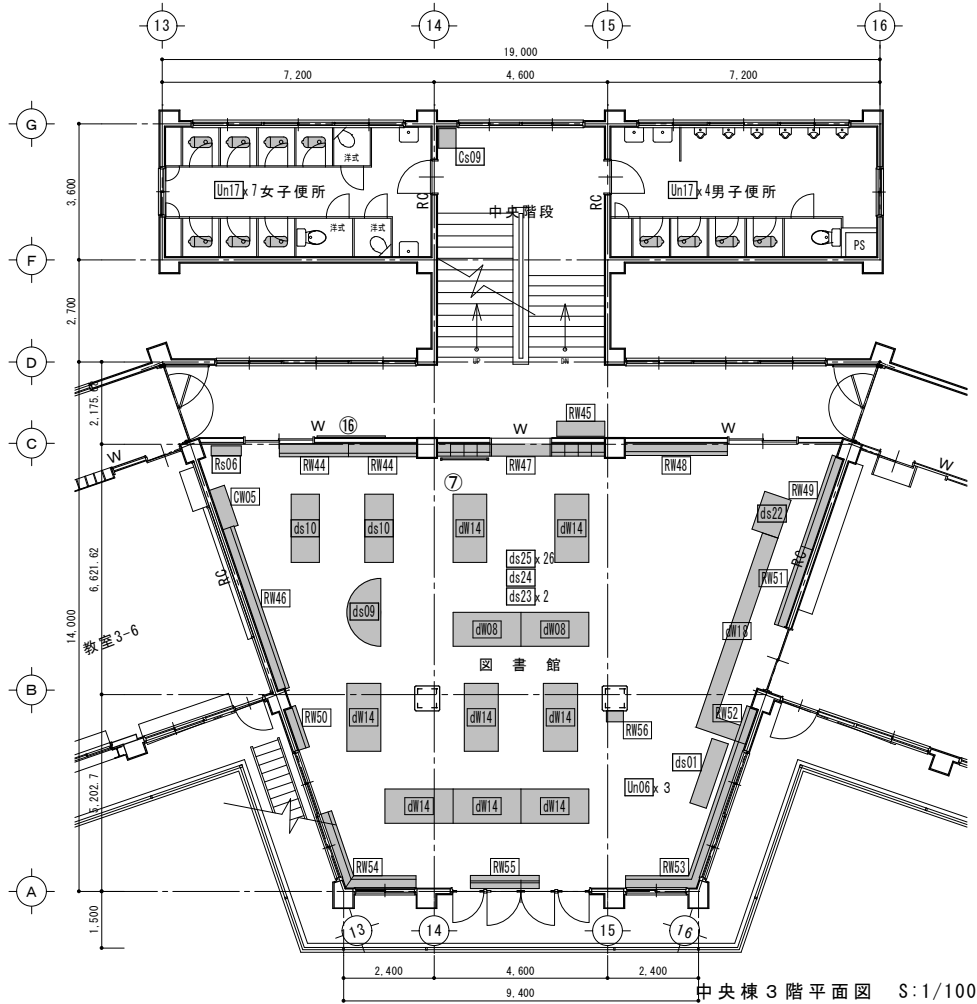 13 14 15 16
19,000
7,200 4,600 7,200
G
Cs09
洋式
Un17 x 7 女子便所
Un17 x 4 男子便所
3,600
RC
RC
中央階段
洋式 洋式
PS
F
2,700
UP DN
D
2,175.
W ⑯ W RW45 W
C
W Rs06 RW44 RW44 RW47 RW48 W
⑦
CW05 RW49
ds10 ds10 dW14 dW14 ds22
ds25 x 26
ds24
ds23 x 2
6,621.62
RC RW51 RC
RW46 ds09
dW08 dW08 dW18
14,000
教室3-6
図書館
B
RW50 dW14 dW14 dW14 RW56 RW52
ds01
Un06 x 3
5,202.7
dW14 dW14 dW14
RW54 RW55 RW53
A
1,500
13 14 15 16
2,400 4,600 2,400
9,400
中央棟3階平面図 S:1/100